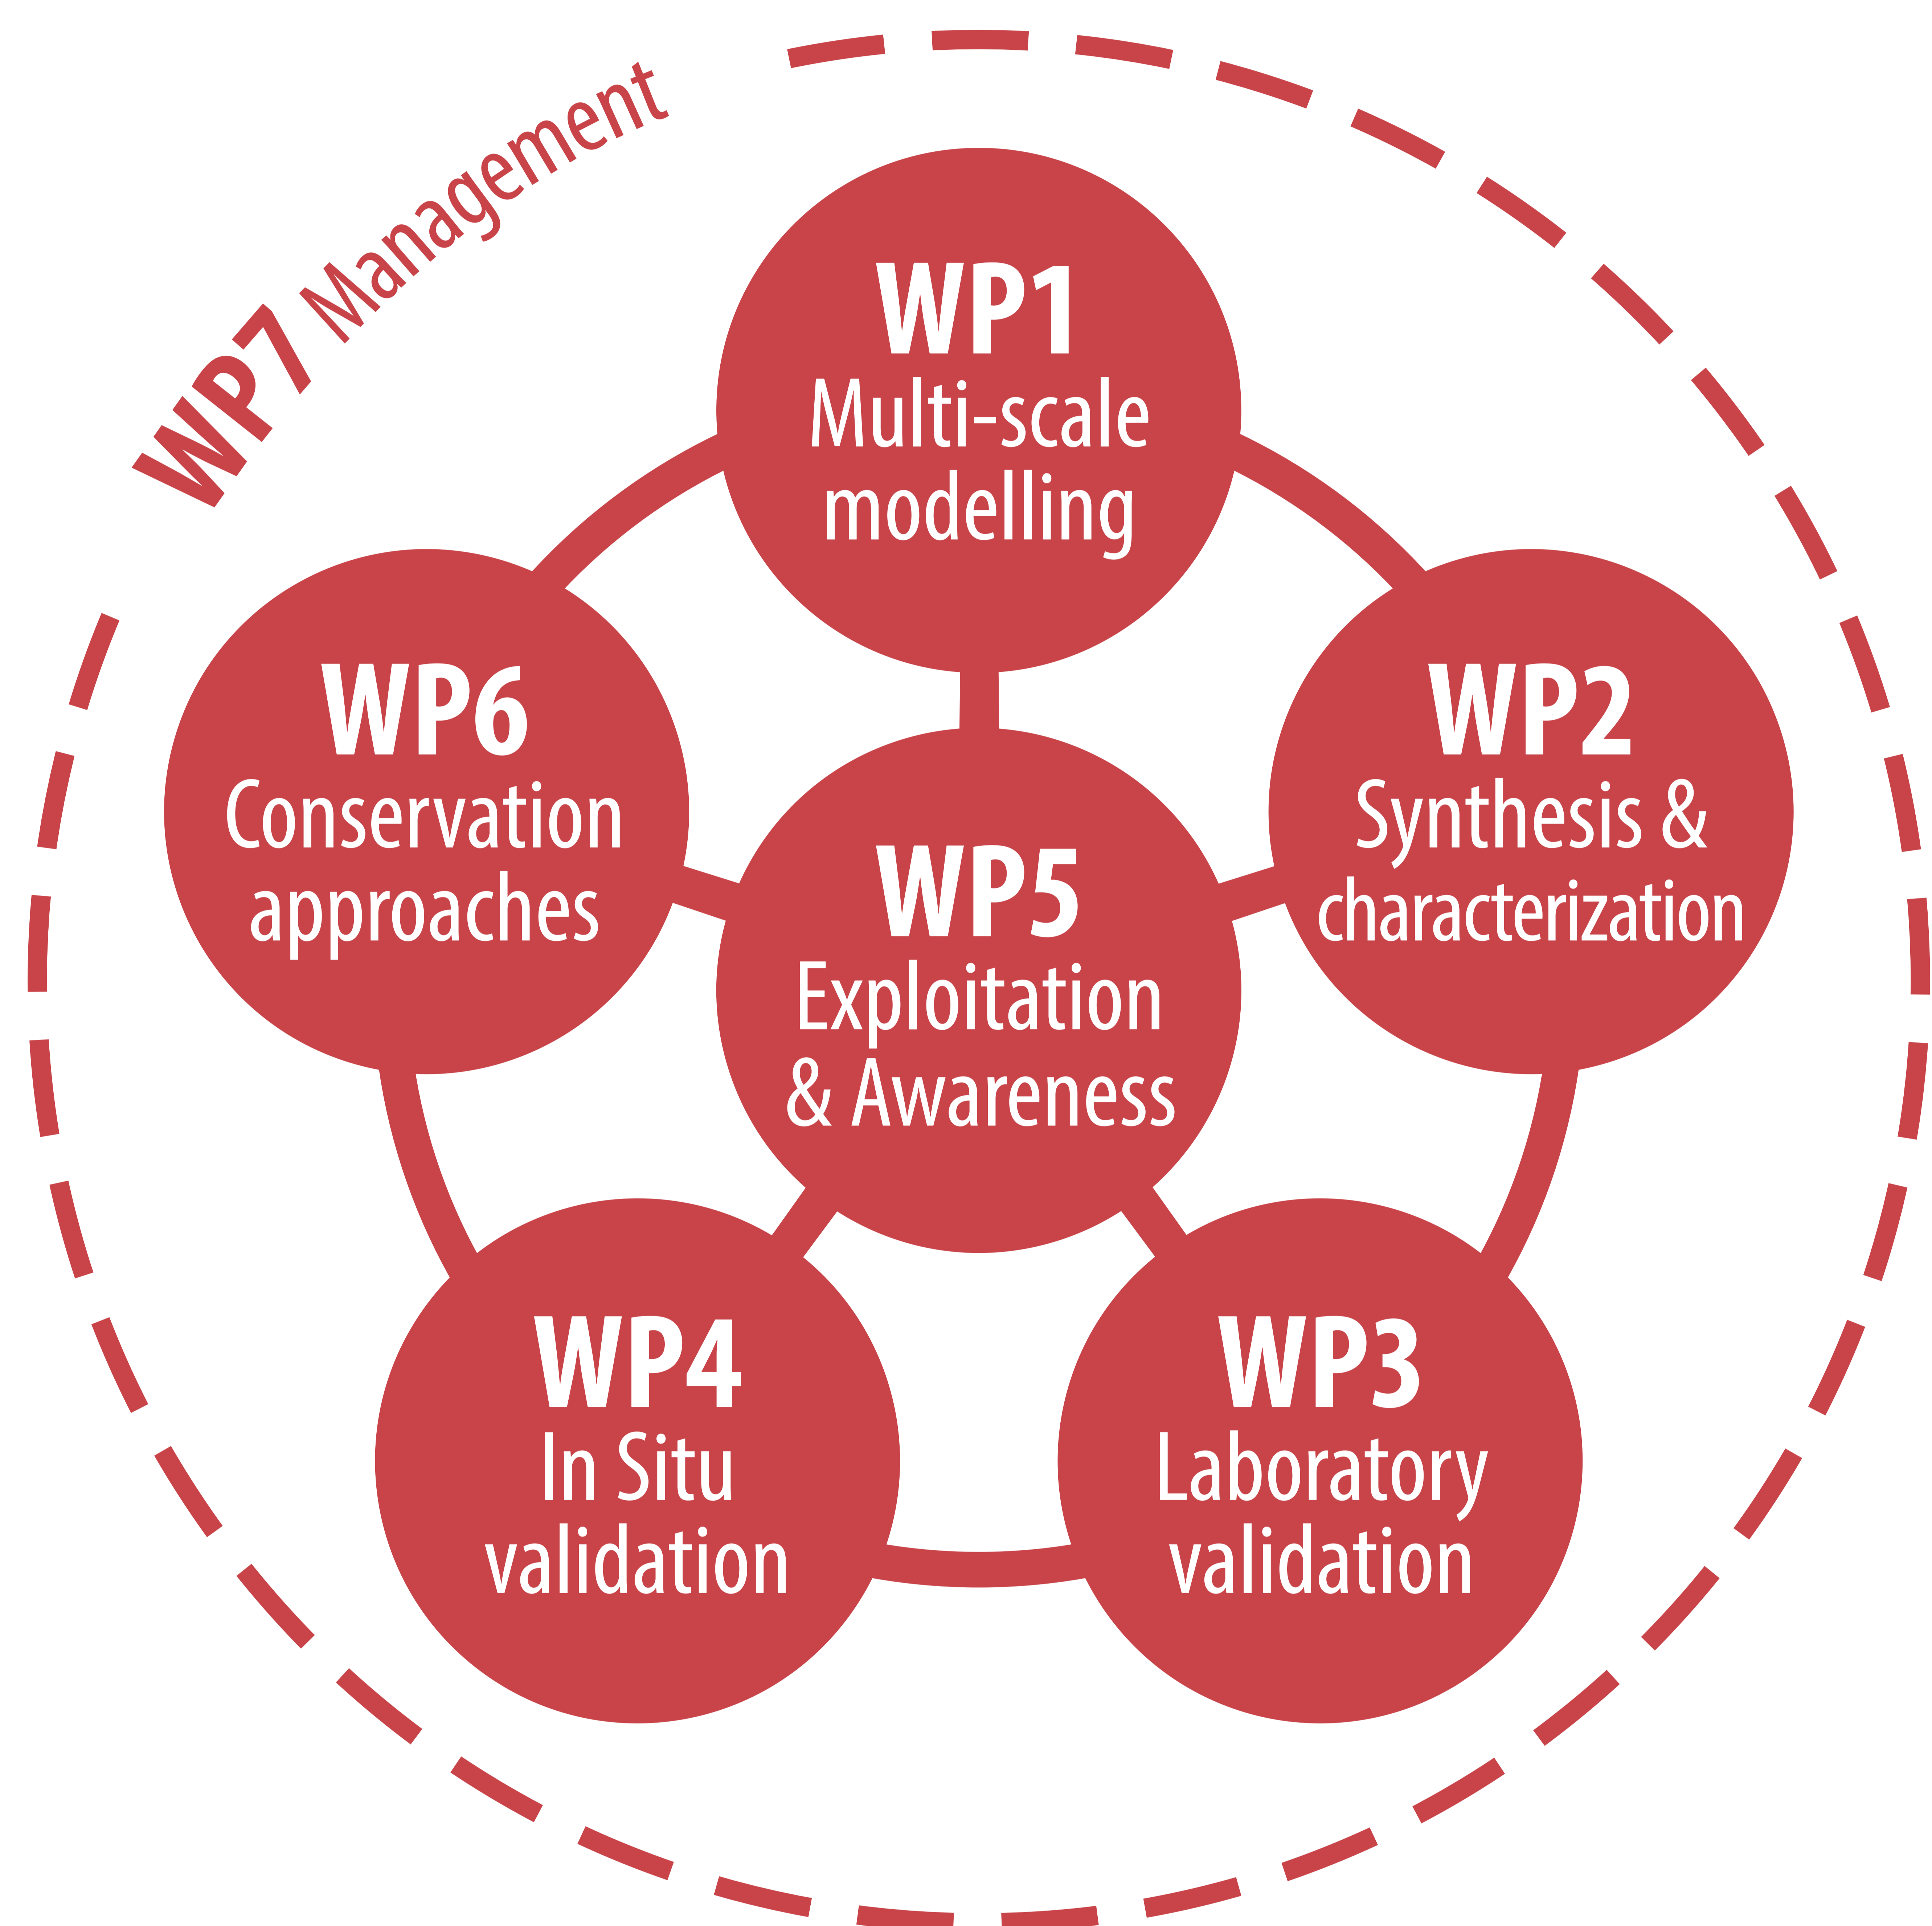 WP7 Management
WP1
Multi-scale
modelling
WP6
Conservation
approaches
WP2
Synthesis &
characterization
WP5
Exploitation
& Awareness
WP4
In Situ
validation
WP3
Laboratory
validation